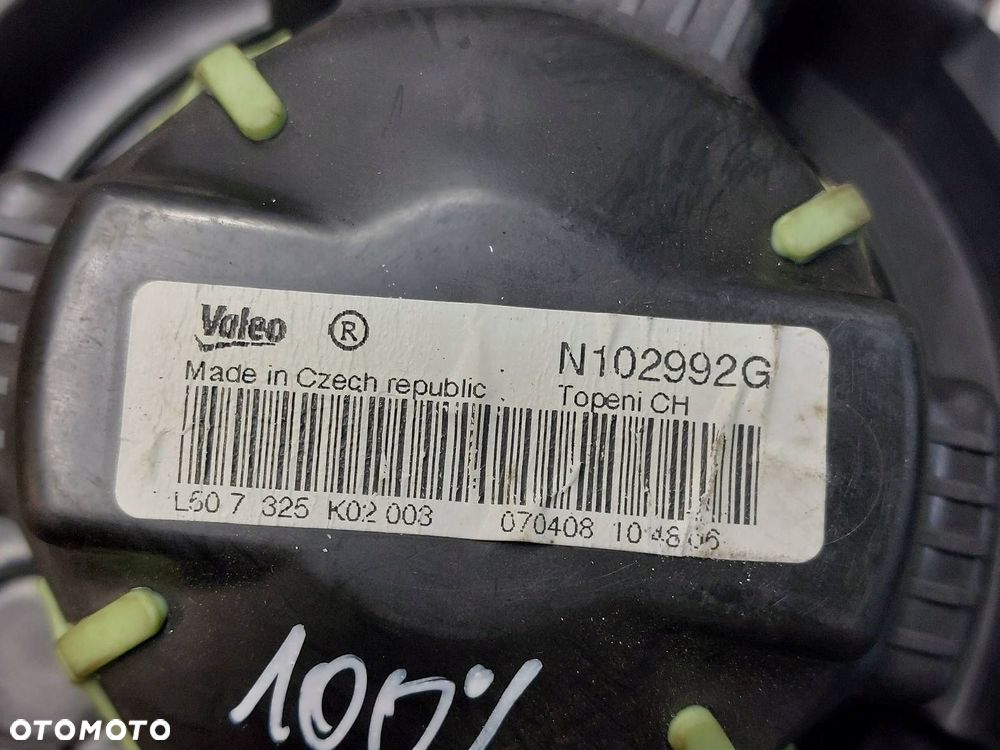 Valeo ®
N102992G
Made in Czech republic
Topeni CH
L50 7 325 K02 003 070408 10:48:06
100%
OTOMOTO